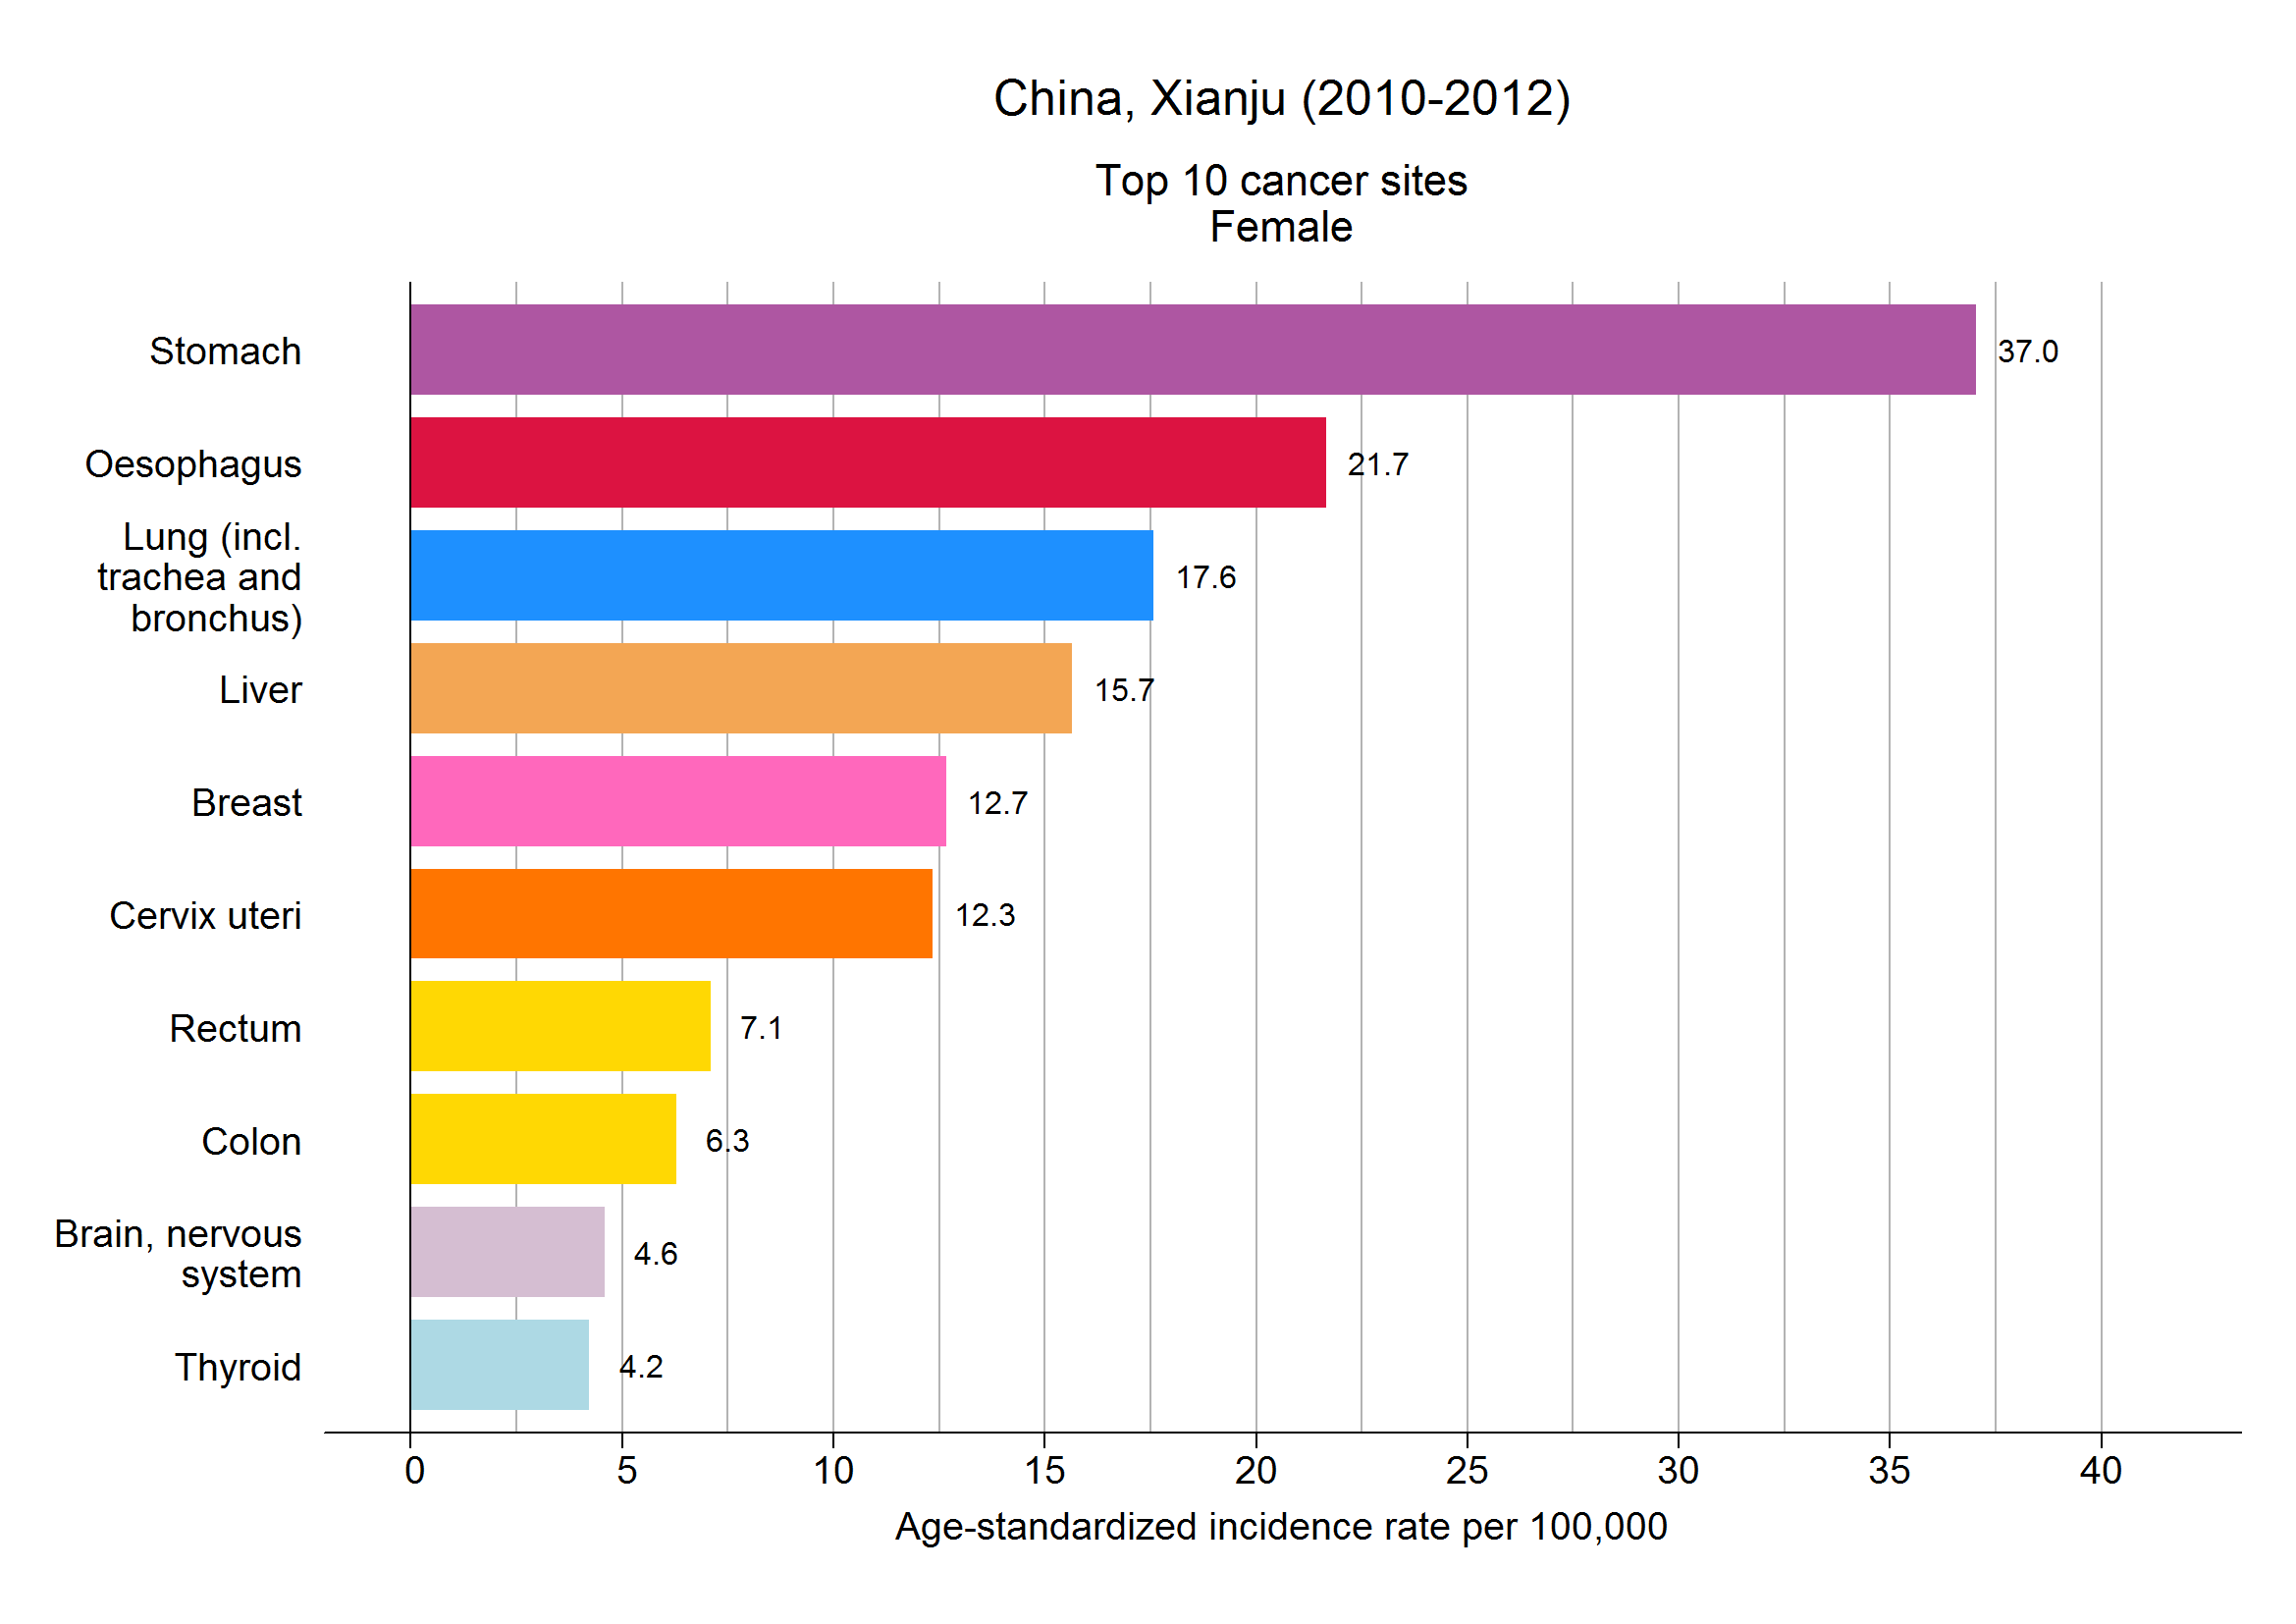 China, Xianju (2010-2012)
Top 10 cancer sites
Female
Stomach
37.0
Oesophagus
21.7
Lung (incl.
trachea and
bronchus)
17.6
Liver
15.7
Breast
12.7
Cervix uteri
12.3
Rectum
7.1
Colon
6.3
Brain, nervous
system
4.6
Thyroid
4.2
0 5 10 15 20 25 30 35 40
Age-standardized incidence rate per 100,000